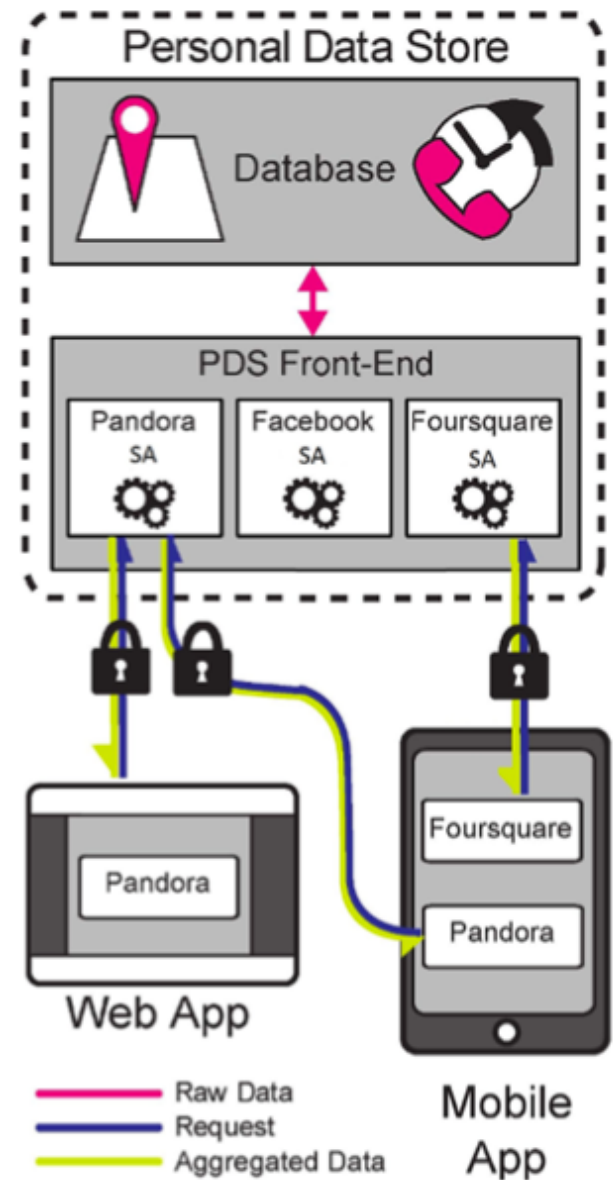 Personal Data Store
Database
PDS Front-End
Pandora
SA
Facebook
SA
Foursquare
SA
Pandora
Web App
Foursquare
Pandora
Mobile
App
Raw Data
Request
Aggregated Data